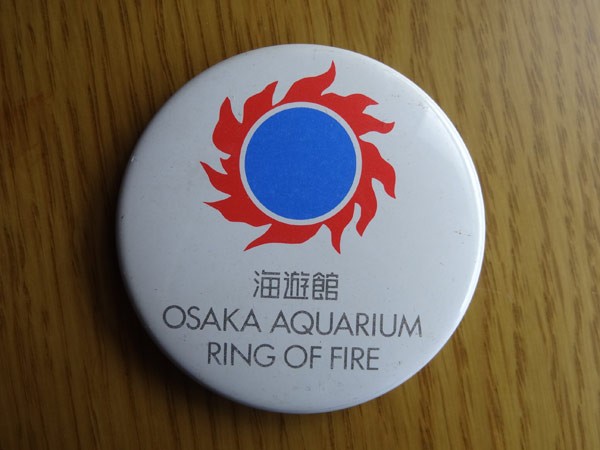 海遊館
OSAKA AQUARIUM
RING OF FIRE